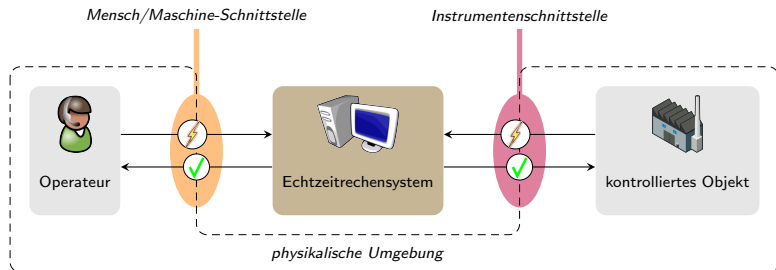 Mensch/Maschine-Schnittstelle
Instrumentenschnittstelle
Operateur
Echtzeitrechensystem
kontrolliertes Objekt
physikalische Umgebung